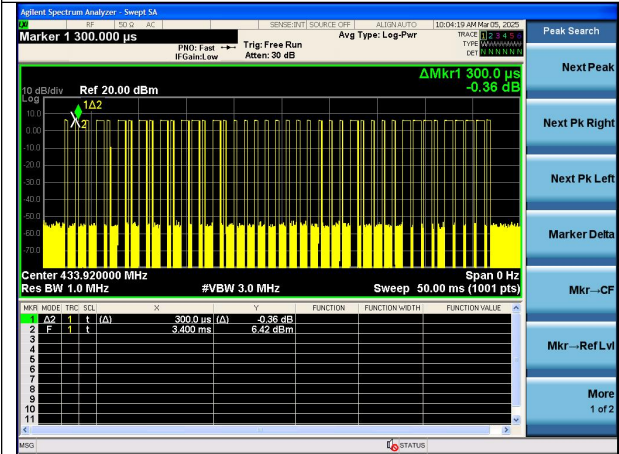 Agilent Spectrum Analyzer - Swept SA
RF 50 Ω AC SENSE:INT SOURCE OFF ALIGNAUTO 10:04:19 AM Mar 05, 2025
Marker 1 300.000 µs
PNO: Fast
IFGain:Low
Trig: Free Run
Atten: 30 dB
Avg Type: Log-Pwr
TRACE 1 2 3 4 5 6
TYPE
DET N N N N N N
Peak Search
ΔMkr1 300.0 µs
-0.36 dB
10 dB/div Ref 20.00 dBm
Log
1Δ2
X2
10.0
0.00
-10.0
-20.0
-30.0
-40.0
-50.0
-60.0
-70.0
Center 433.920000 MHz Span 0 Hz
Res BW 1.0 MHz #VBW 3.0 MHz Sweep 50.00 ms (1001 pts)
MKR MODE TRC SCL X Y FUNCTION FUNCTION WIDTH FUNCTION VALUE
1 Δ2 1 t (Δ) 300.0 µs (Δ) -0.36 dB
2 F 1 t 3.400 ms 6.42 dBm
3
4
5
6
7
8
9
10
11
MSG STATUS
Next Peak
Next Pk Right
Next Pk Left
Marker Delta
Mkr→CF
Mkr→Ref Lvl
More
1 of 2